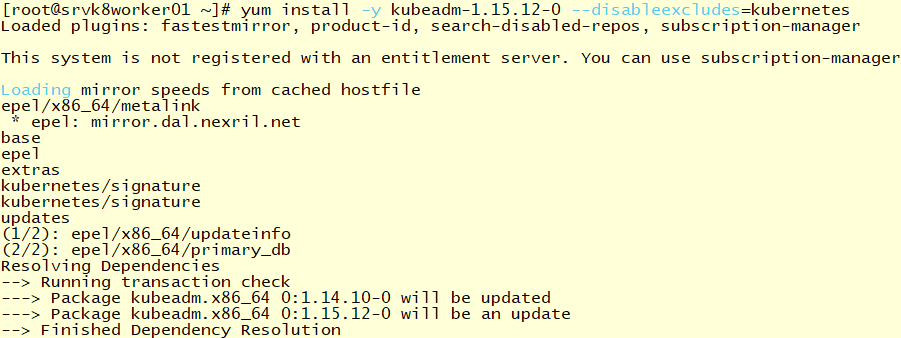 [root@srvk8worker01 ~]# yum install -y kubeadm-1.15.12-0 --disableexcludes=kubernetes
Loaded plugins: fastestmirror, product-id, search-disabled-repos, subscription-manager
This system is not registered with an entitlement server. You can use subscription-manager
Loading mirror speeds from cached hostfile
epel/x86_64/metalink
 * epel: mirror.dal.nexril.net
base
epel
extras
kubernetes/signature
kubernetes/signature
updates
(1/2): epel/x86_64/updateinfo
(2/2): epel/x86_64/primary_db
Resolving Dependencies
--> Running transaction check
---> Package kubeadm.x86_64 0:1.14.10-0 will be updated
---> Package kubeadm.x86_64 0:1.15.12-0 will be an update
--> Finished Dependency Resolution